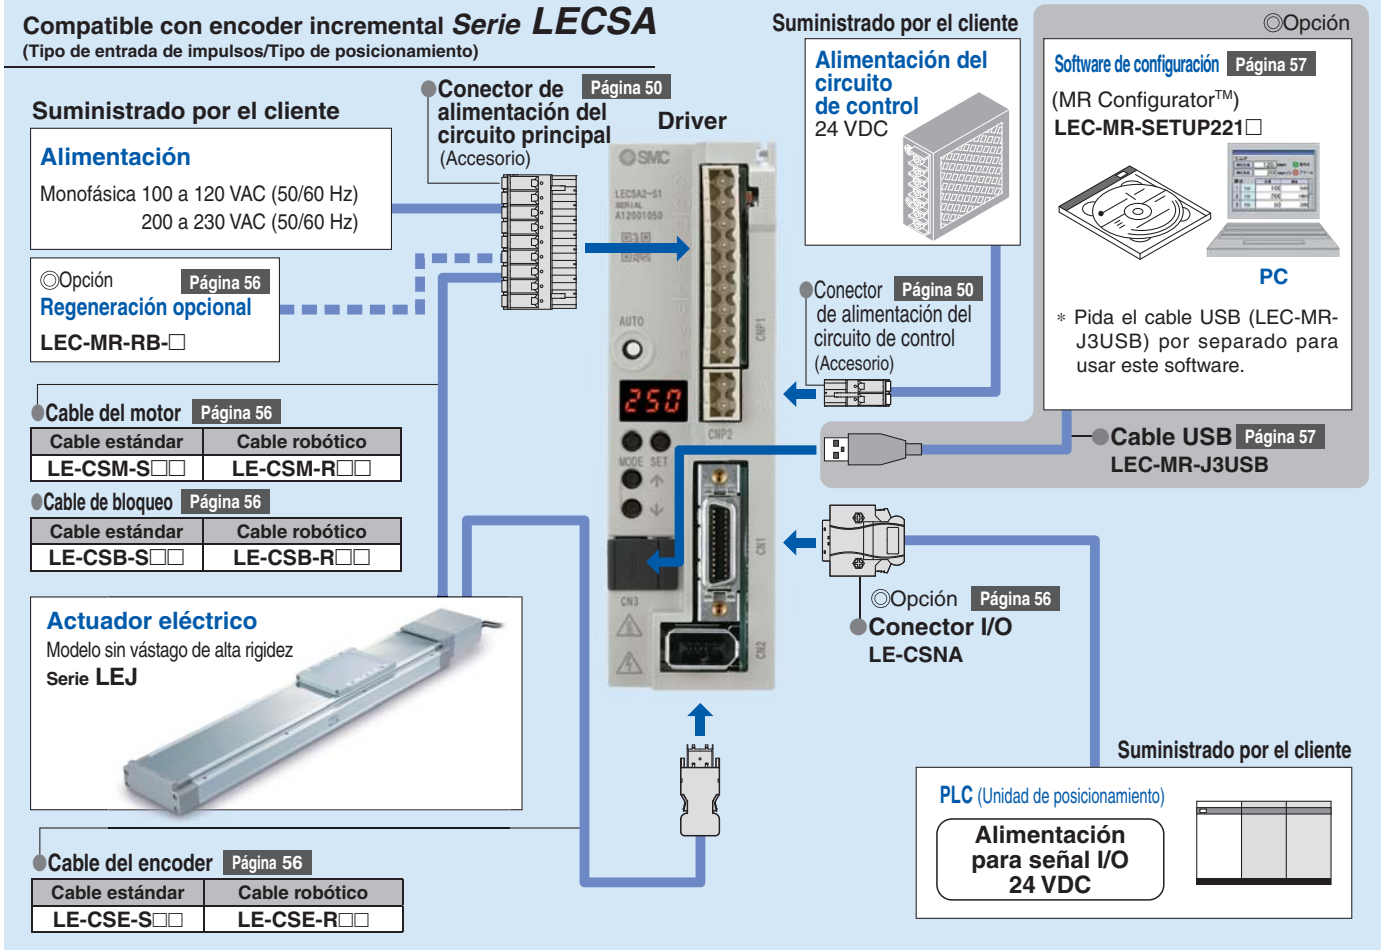 Compatible con encoder incremental Serie LECSA
(Tipo de entrada de impulsos/Tipo de posicionamiento)
Suministrado por el cliente
Alimentación
Monofásica 100 a 120 VAC (50/60 Hz)
200 a 230 VAC (50/60 Hz)
◎Opción Página 56
Regeneración opcional
LEC-MR-RB-□
●Cable del motor Página 56
Cable estándar Cable robótico
LE-CSM-S□□ LE-CSM-R□□
●Cable de bloqueo Página 56
Cable estándar Cable robótico
LE-CSB-S□□ LE-CSB-R□□
Actuador eléctrico
Modelo sin vástago de alta rigidez
Serie LEJ
●Cable del encoder Página 56
Cable estándar Cable robótico
LE-CSE-S□□ LE-CSE-R□□
●Conector de Página 50
alimentación del
circuito principal
(Accesorio)
Driver
SMC
LECSA2-S1
SERIAL
A12001050
AUTO
250
MODE SET
CNP1
CNP2
CN1
CN3
CN2
Suministrado por el cliente
Alimentación del
circuito
de control
24 VDC
●Conector Página 50
de alimentación del
circuito de control
(Accesorio)
◎Opción
Software de configuración Página 57
(MR Configurator™)
LEC-MR-SETUP221□
PC
* Pida el cable USB (LEC-MR-
J3USB) por separado para
usar este software.
●Cable USB Página 57
LEC-MR-J3USB
◎Opción Página 56
●Conector I/O
LE-CSNA
Suministrado por el cliente
PLC (Unidad de posicionamiento)
Alimentación
para señal I/O
24 VDC